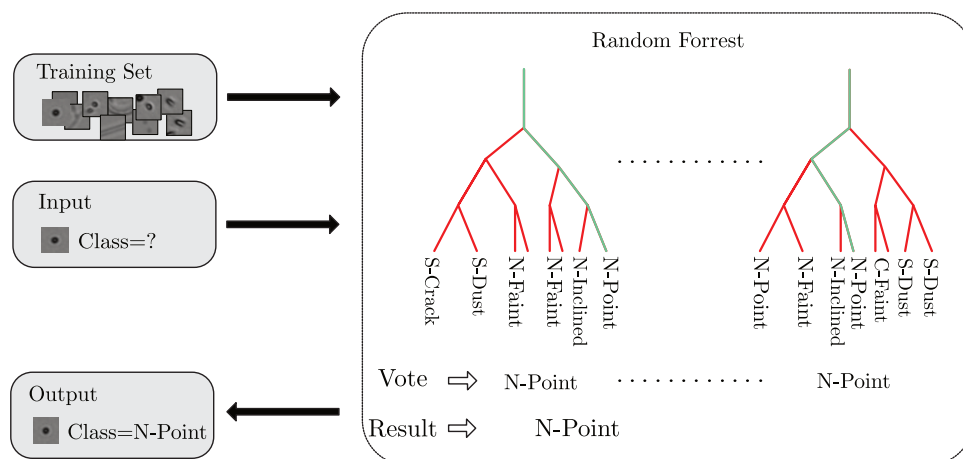 Random Forrest
Training Set
Input
Class=?
S-Crack
S-Dust
N-Faint
N-Faint
N-Inclined
N-Point
N-Point
N-Faint
N-Inclined
N-Point
C-Faint
S-Dust
S-Dust
Vote ⇨ N-Point . . . . . . . . . . . . N-Point
Result ⇨ N-Point
Output
Class=N-Point